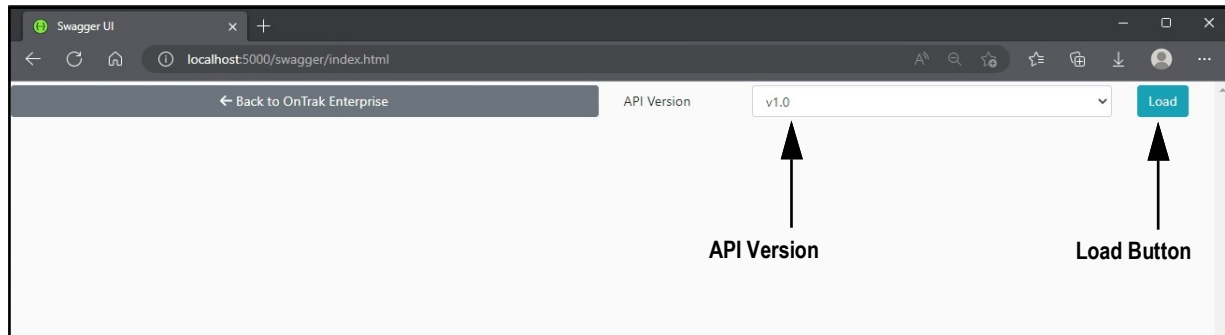 Swagger UI
localhost:5000/swagger/index.html
← Back to OnTrak Enterprise API Version v1.0 Load
API Version Load Button